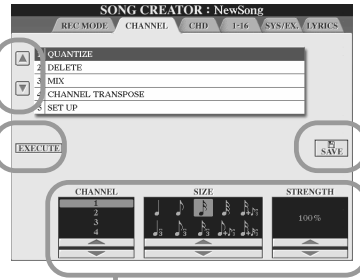 SONG CREATOR : NewSong
REC MODE CHANNEL CHD 1-16 SYS/EX. LYRICS
1 QUANTIZE
2 DELETE
3 MIX
4 CHANNEL TRANSPOSE
5 SET UP
EXECUTE
SAVE
CHANNEL SIZE STRENGTH
1
2
3
4
100%